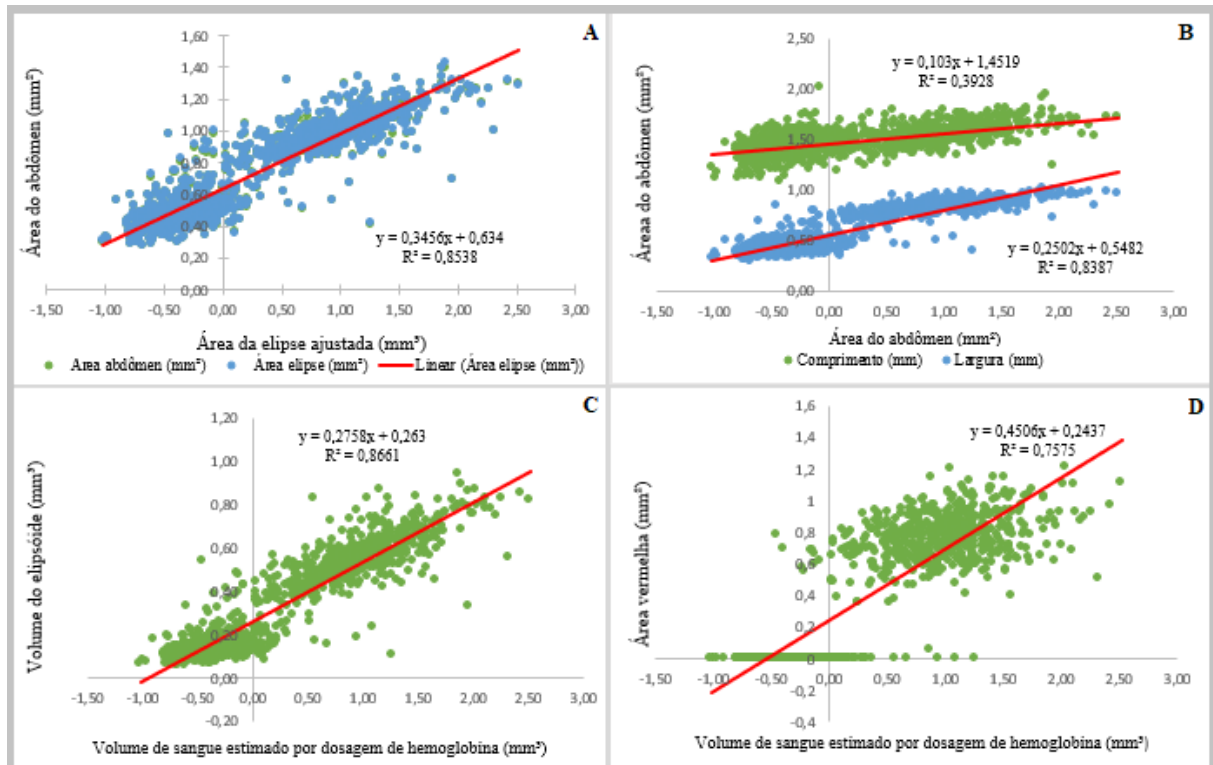 A
1,60
1,40
1,20
1,00
0,80
0,60
0,40
0,20
0,00
-1,50 -1,00 -0,50 0,00 0,50 1,00 1,50 2,00 2,50 3,00
Área do abdômen (mm²)
y = 0,3456x + 0,634
R² = 0,8538
Área da elipse ajustada (mm³)
Area abdômen (mm²) Área elipse (mm²) Linear (Área elipse (mm²))
B
2,50
2,00
1,50
1,00
0,50
0,00
-1,50 -1,00 -0,50 0,00 0,50 1,00 1,50 2,00 2,50 3,00
Áreaa do abdômen (mm²)
y = 0,103x + 1,4519
R² = 0,3928
y = 0,2502x + 0,5482
R² = 0,8387
Área do abdômen (mm²)
Comprimento (mm) Largura (mm)
C
1,20
1,00
0,80
0,60
0,40
0,20
0,00
-0,20
-1,50 -1,00 -0,50 0,00 0,50 1,00 1,50 2,00 2,50 3,00
Volume do elipsóide (mm³)
y = 0,2758x + 0,263
R² = 0,8661
Volume de sangue estimado por dosagem de hemoglobina (mm³)
D
1,6
1,4
1,2
1
0,8
0,6
0,4
0,2
0
-0,2
-0,4
-1,50 -1,00 -0,50 0,00 0,50 1,00 1,50 2,00 2,50 3,00
Área vermelha (mm²)
y = 0,4506x + 0,2437
R² = 0,7575
Volume de sangue estimado por dosagem de hemoglobina (mm³)